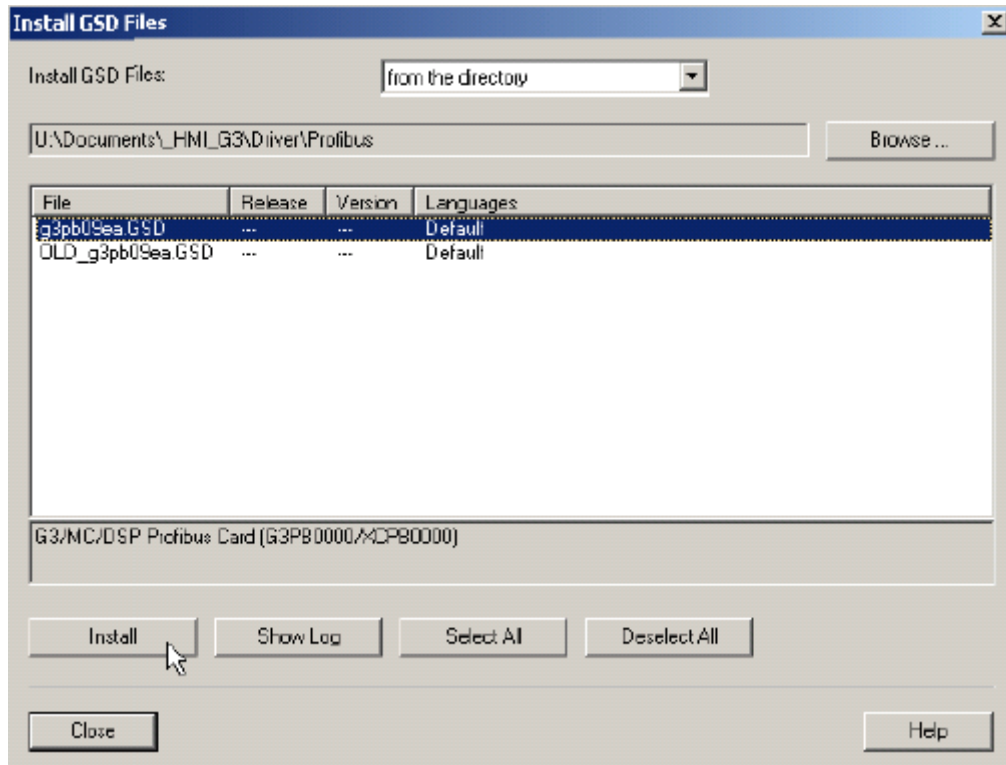 Install GSD Files
Install GSD Files: from the directory
U:\Documents\_HMI_G3\Driver\Profibus Browse ...
File Release Version Languages
g3pb09ea.GSD --- --- Default
OLD_g3pb09ea.GSD --- --- Default
G3/MC/DSP Profibus Card (G3PB0000/XCPB0000)
Install Show Log Select All Deselect All
Close Help